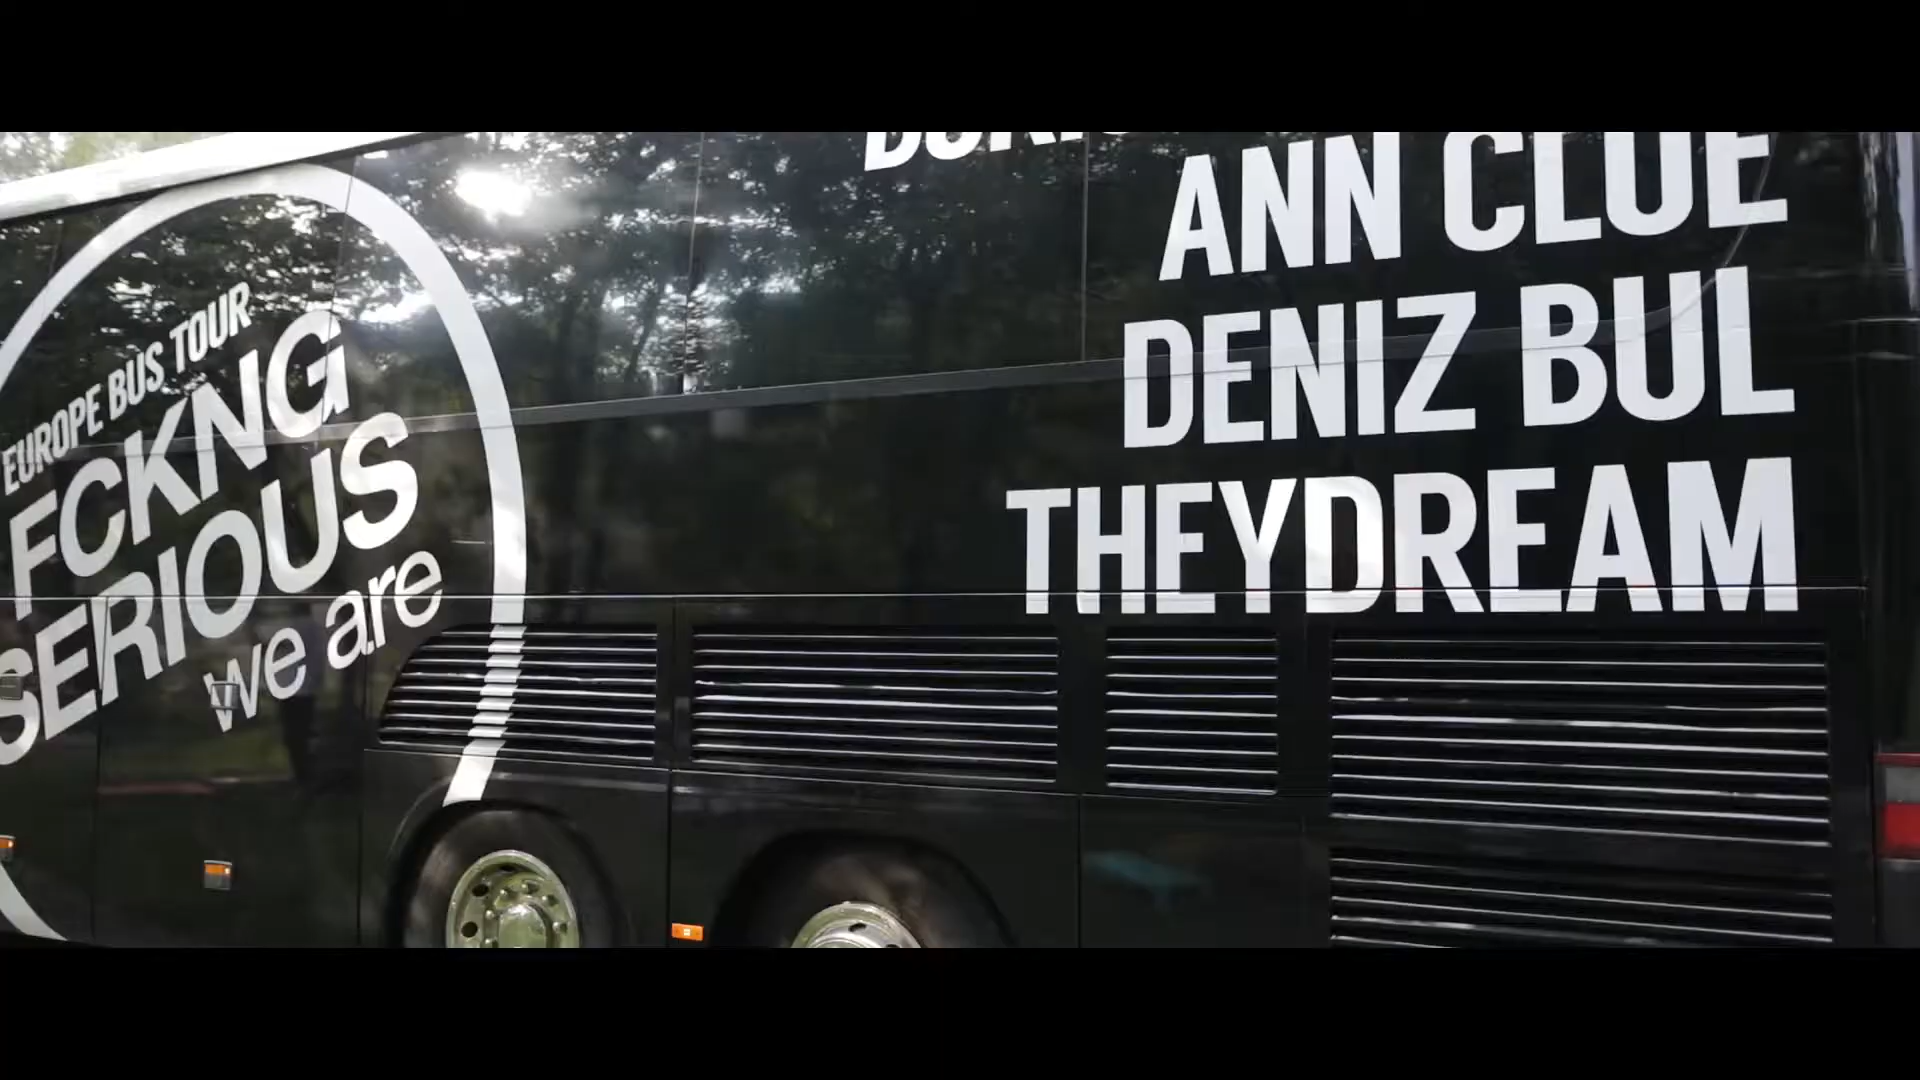 EUROPE BUS TOUR
FCKNG
SERIOUS
we are
ANN CLUE
DENIZ BUL
THEYDREAM